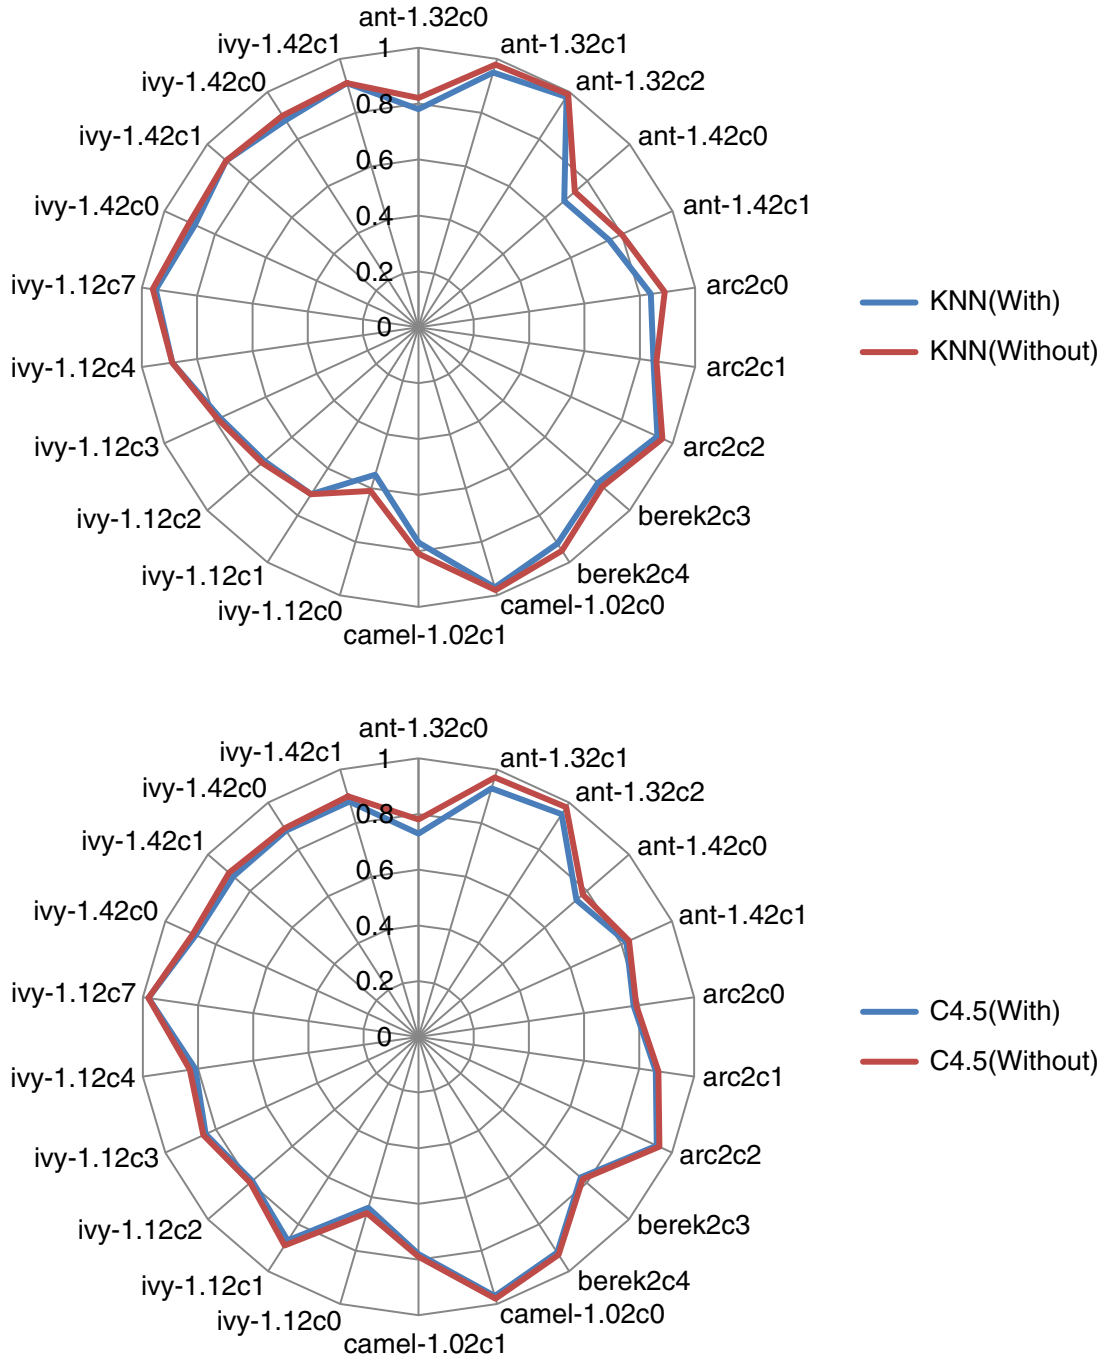 ant-1.32c0
ant-1.32c1
ant-1.32c2
ant-1.42c0
ant-1.42c1
arc2c0
arc2c1
arc2c2
berek2c3
berek2c4
camel-1.02c0
camel-1.02c1
ivy-1.12c0
ivy-1.12c1
ivy-1.12c2
ivy-1.12c3
ivy-1.12c4
ivy-1.12c7
ivy-1.42c0
ivy-1.42c1
ivy-1.42c0
ivy-1.42c1
1
0.8
0.6
0.4
0.2
0
KNN(With)
KNN(Without)
ant-1.32c0
ant-1.32c1
ant-1.32c2
ant-1.42c0
ant-1.42c1
arc2c0
arc2c1
arc2c2
berek2c3
berek2c4
camel-1.02c0
camel-1.02c1
ivy-1.12c0
ivy-1.12c1
ivy-1.12c2
ivy-1.12c3
ivy-1.12c4
ivy-1.12c7
ivy-1.42c0
ivy-1.42c1
ivy-1.42c0
ivy-1.42c1
1
0.8
0.6
0.4
0.2
0
C4.5(With)
C4.5(Without)